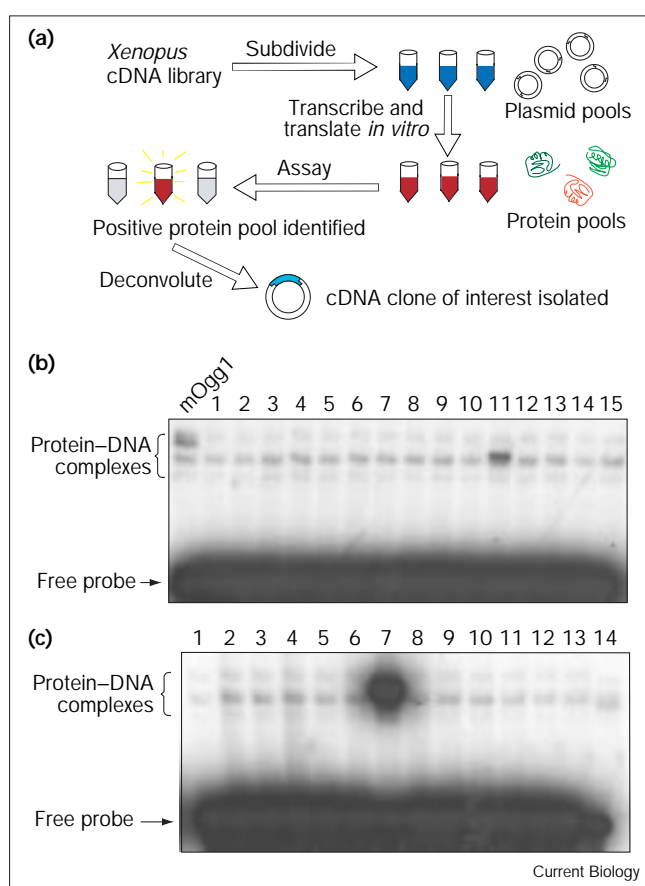 (a)
Xenopus
cDNA library
Subdivide
Plasmid pools
Transcribe and
translate in vitro
Assay
Protein pools
Positive protein pool identified
Deconvolute
cDNA clone of interest isolated
(b)
mOgg1 1 2 3 4 5 6 7 8 9 10 11 12 13 14 15
Protein–DNA
complexes
Free probe
(c)
1 2 3 4 5 6 7 8 9 10 11 12 13 14
Protein–DNA
complexes
Free probe
Current Biology